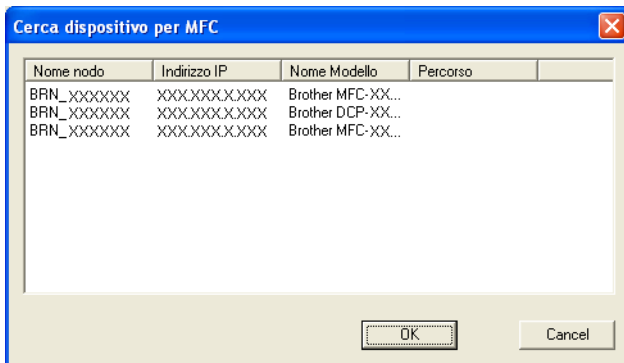 Cerca dispositivo per MFC
Nome nodo Indirizzo IP Nome Modello Percorso
BRN_XXXXXX XXX.XXX.X.XXX Brother MFC-XX...
BRN_XXXXXX XXX.XXX.X.XXX Brother DCP-XX...
BRN_XXXXXX XXX.XXX.X.XXX Brother MFC-XX...
OK Cancel